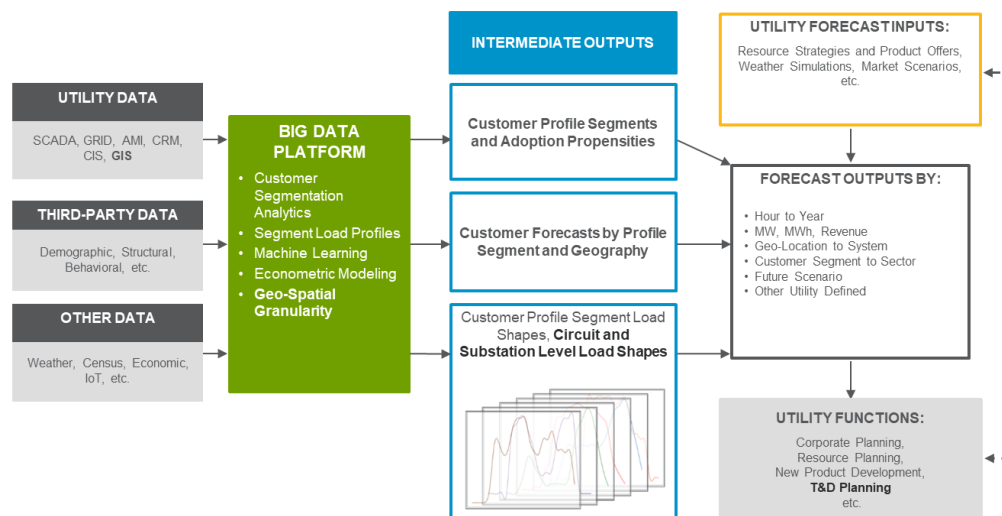 UTILITY DATA
SCADA, GRID, AMI, CRM,
CIS, GIS
THIRD-PARTY DATA
Demographic, Structural,
Behavioral, etc.
OTHER DATA
Weather, Census, Economic,
IoT, etc.
BIG DATA
PLATFORM
• Customer
Segmentation
Analytics
• Segment Load Profiles
• Machine Learning
• Econometric Modeling
• Geo-Spatial
Granularity
INTERMEDIATE OUTPUTS
Customer Profile Segments
and Adoption Propensities
Customer Forecasts by Profile
Segment and Geography
Customer Profile Segment Load
Shapes, Circuit and
Substation Level Load Shapes
UTILITY FORECAST INPUTS:
Resource Strategies and Product Offers,
Weather Simulations, Market Scenarios,
etc.
FORECAST OUTPUTS BY:
• Hour to Year
• MW, MWh, Revenue
• Geo-Location to System
• Customer Segment to Sector
• Future Scenario
• Other Utility Defined
UTILITY FUNCTIONS:
Corporate Planning,
Resource Planning,
New Product Development,
T&D Planning
etc.